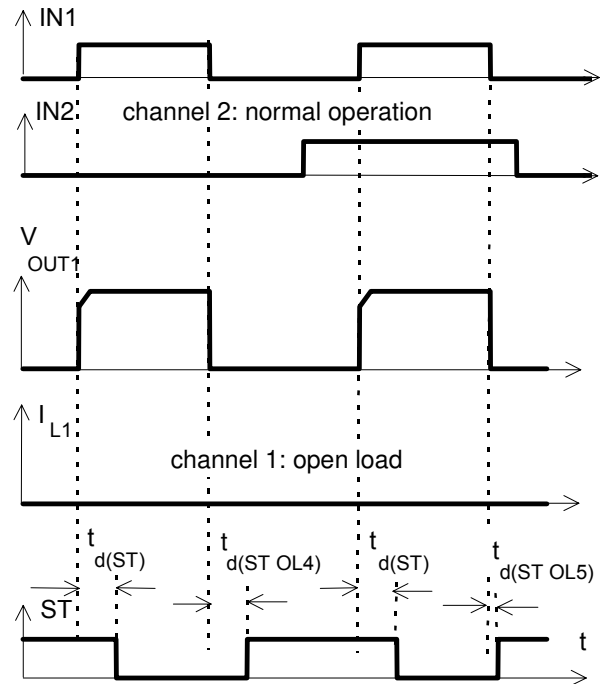 IN1
IN2 channel 2: normal operation
V
OUT1
I L1
channel 1: open load
t d(ST) t d(ST OL4) t d(ST) t d(ST OL5)
ST
t